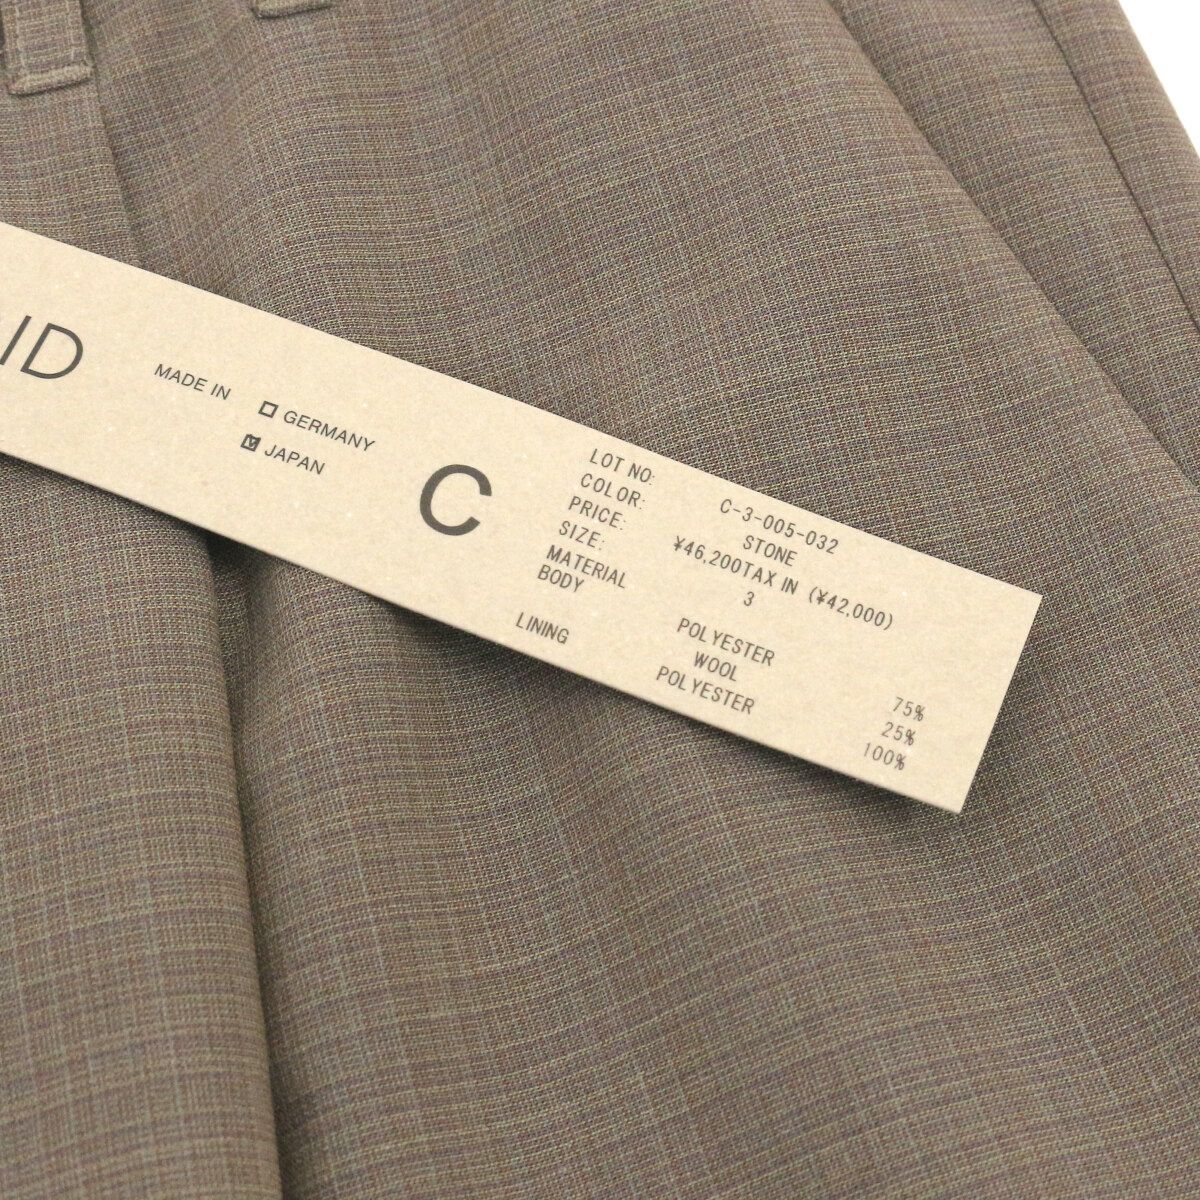 ID
MADE IN
GERMANY
JAPAN
C
LOT NO: C-3-005-032
COLOR: STONE
PRICE: ¥46,200TAX IN (¥42,000)
SIZE: 3
MATERIAL
BODY POLYESTER 75%
WOOL 25%
LINING POLYESTER 100%